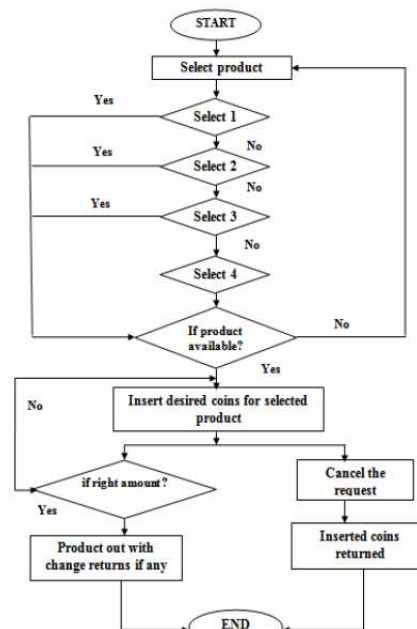 START
Select product
Yes
Select 1
No
Yes
Select 2
No
Yes
Select 3
No
Select 4
If product
available?
No
Yes
Insert desired coins for selected
product
No
if right amount?
Cancel the
request
Yes
Product out with
change returns if any
Inserted coins
returned
END